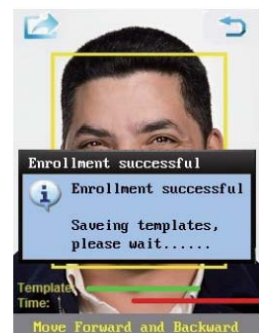 Enrollment successful
Enrollment successful
Saveing templates,
please wait......
Template
Time:
Move Forward and Backward